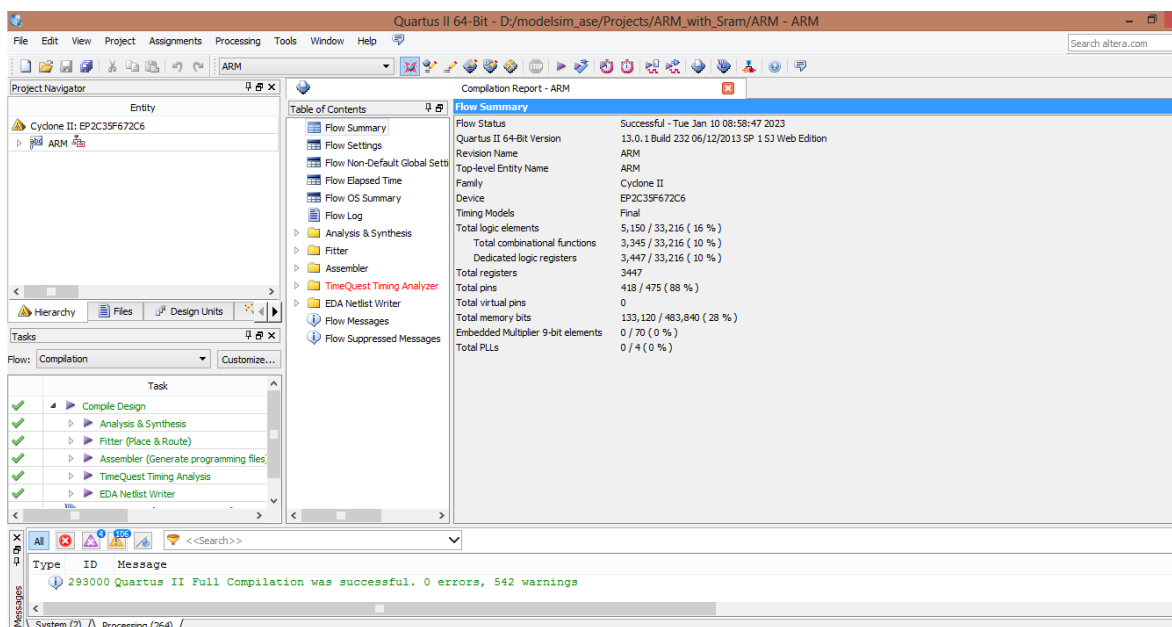 Quartus II 64-Bit - D:/modelsim_ase/Projects/ARM_with_Sram/ARM - ARM
File Edit View Project Assignments Processing Tools Window Help
Search altera.com
ARM
Project Navigator
Entity
Cyclone II: EP2C35F672C6
ARM
Hierarchy Files Design Units
Tasks
Flow: Compilation Customize...
Task
Compile Design
Analysis & Synthesis
Fitter (Place & Route)
Assembler (Generate programming files)
TimeQuest Timing Analysis
EDA Netlist Writer
Compilation Report - ARM
Table of Contents
Flow Summary
Flow Settings
Flow Non-Default Global Setti
Flow Elapsed Time
Flow OS Summary
Flow Log
Analysis & Synthesis
Fitter
Assembler
TimeQuest Timing Analyzer
EDA Netlist Writer
Flow Messages
Flow Suppressed Messages
Flow Summary
Flow Status Successful - Tue Jan 10 08:58:47 2023
Quartus II 64-Bit Version 13.0.1 Build 232 06/12/2013 SP 1 SJ Web Edition
Revision Name ARM
Top-level Entity Name ARM
Family Cyclone II
Device EP2C35F672C6
Timing Models Final
Total logic elements 5,150 / 33,216 ( 16 % )
Total combinational functions 3,345 / 33,216 ( 10 % )
Dedicated logic registers 3,447 / 33,216 ( 10 % )
Total registers 3447
Total pins 418 / 475 ( 88 % )
Total virtual pins 0
Total memory bits 133,120 / 483,840 ( 28 % )
Embedded Multiplier 9-bit elements 0 / 70 ( 0 % )
Total PLLs 0 / 4 ( 0 % )
All 4 106 <<Search>>
Type ID Message
293000 Quartus II Full Compilation was successful. 0 errors, 542 warnings
Messages
System (2) Processing (264)